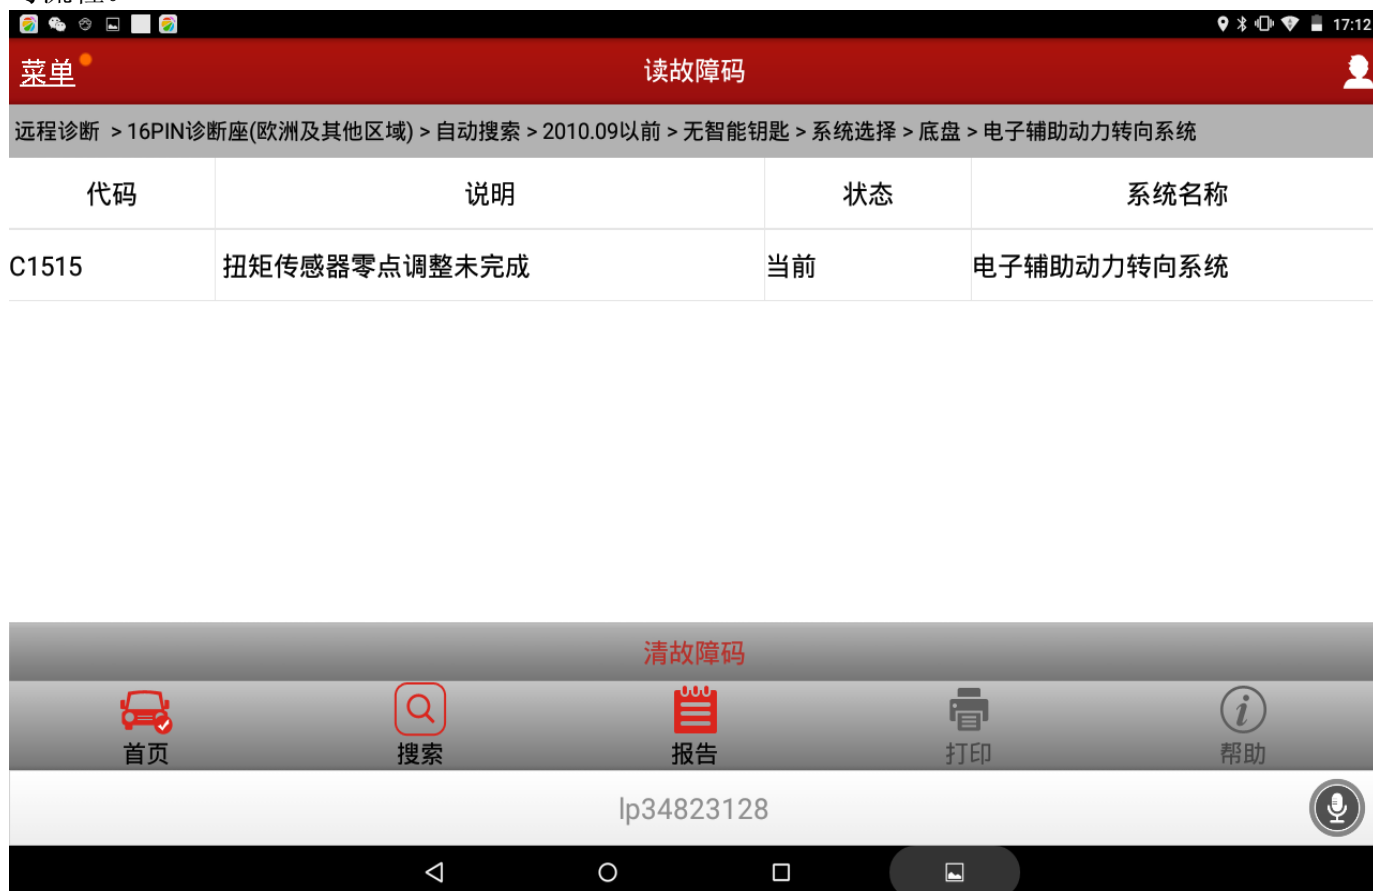 17:12
菜单
读故障码
远程诊断 >16PIN诊断座(欧洲及其他区域)>自动搜索>2010.09以前>无智能钥匙>系统选择>底盘>电子辅助动力转向系统
代码 说明 状态 系统名称
C1515 扭矩传感器零点调整未完成 当前 电子辅助动力转向系统
清故障码
首页 搜索 报告 打印 帮助
lp34823128